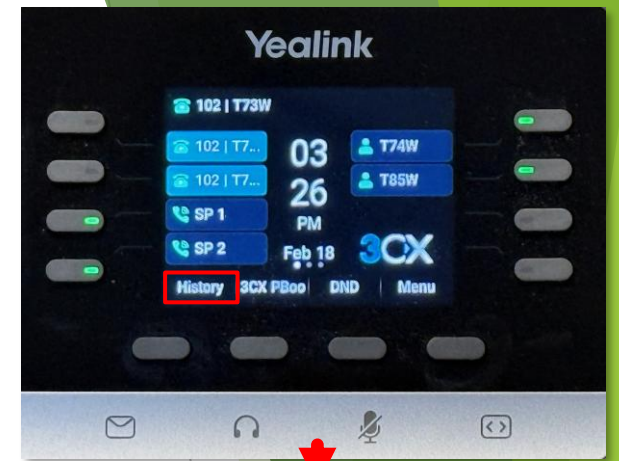 Yealink
102 | T73W
102 | T7...
03
T74W
102 | T7...
26
T85W
SP 1
PM
SP 2
Feb 18
3CX
History 3CX PBoo DND Menu